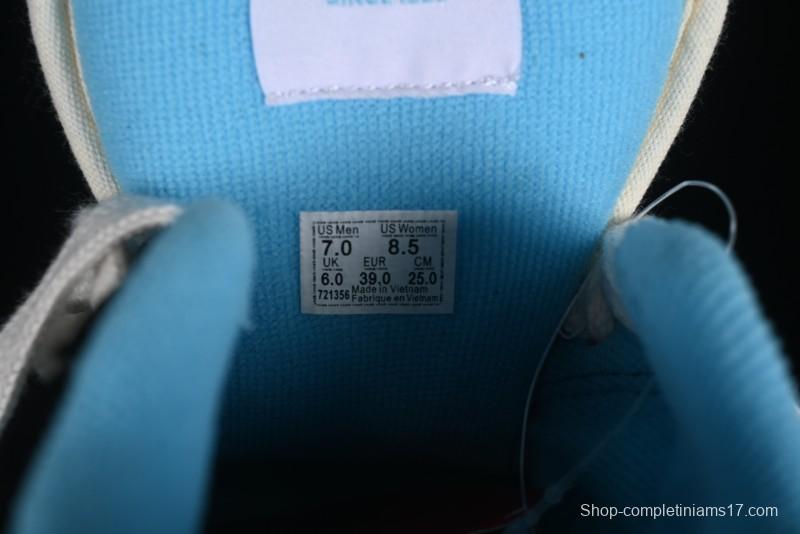 US Men US Women
7.0 8.5
UK EUR CM
6.0 39.0 25.0
721356 Made in Vietnam
Fabrique en Vietnam
Shop-completiniams17.com